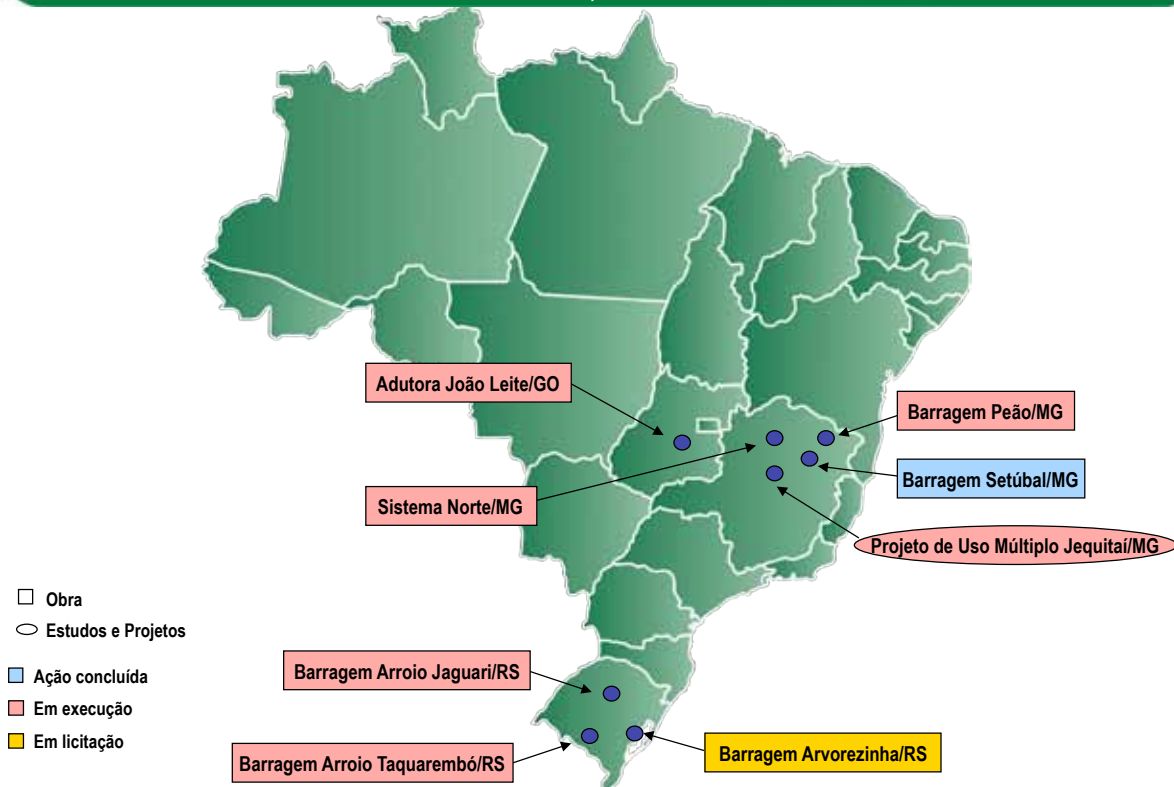 Adutora João Leite/GO
Barragem Peão/MG
Barragem Setúbal/MG
Sistema Norte/MG
Projeto de Uso Múltiplo Jequitaí/MG
Obra
Estudos e Projetos
Ação concluída
Em execução
Em licitação
Barragem Arroio Jaguari/RS
Barragem Arroio Taquarembó/RS
Barragem Arvorezinha/RS